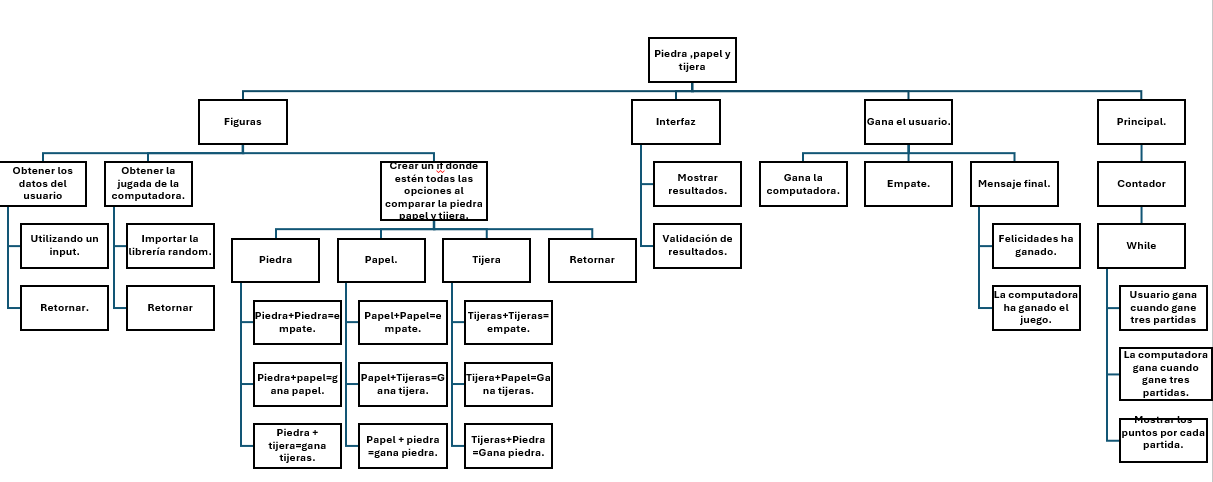 Piedra ,papel y
tijera
Figuras
Interfaz
Gana el usuario.
Principal.
Obtener los
datos del
usuario
Obtener la
jugada de la
computadora.
Crear un if donde
estén todas las
opciones al
comparar la piedra
papel y tijera.
Mostrar
resultados.
Gana la
computadora.
Empate.
Mensaje final.
Contador
Utilizando un
input.
Importar la
librería random.
Piedra
Papel.
Tijera
Retornar
Validación de
resultados.
Felicidades ha
ganado.
While
Retornar.
Retornar
Piedra+Piedra=e
mpate.
Papel+Papel=e
mpate.
Tijeras+Tijeras=
empate.
La computadora
ha ganado el
juego.
Usuario gana
cuando gane
tres partidas
Piedra+papel=g
ana papel.
Papel+Tijeras=G
ana tijera.
Tijera+Papel=Ga
na tijeras.
La computadora
gana cuando
gane tres
partidas.
Piedra +
tijera=gana
tijeras.
Papel + piedra
=gana piedra.
Tijeras+Piedra
=Gana piedra.
Mostrar los
puntos por cada
partida.